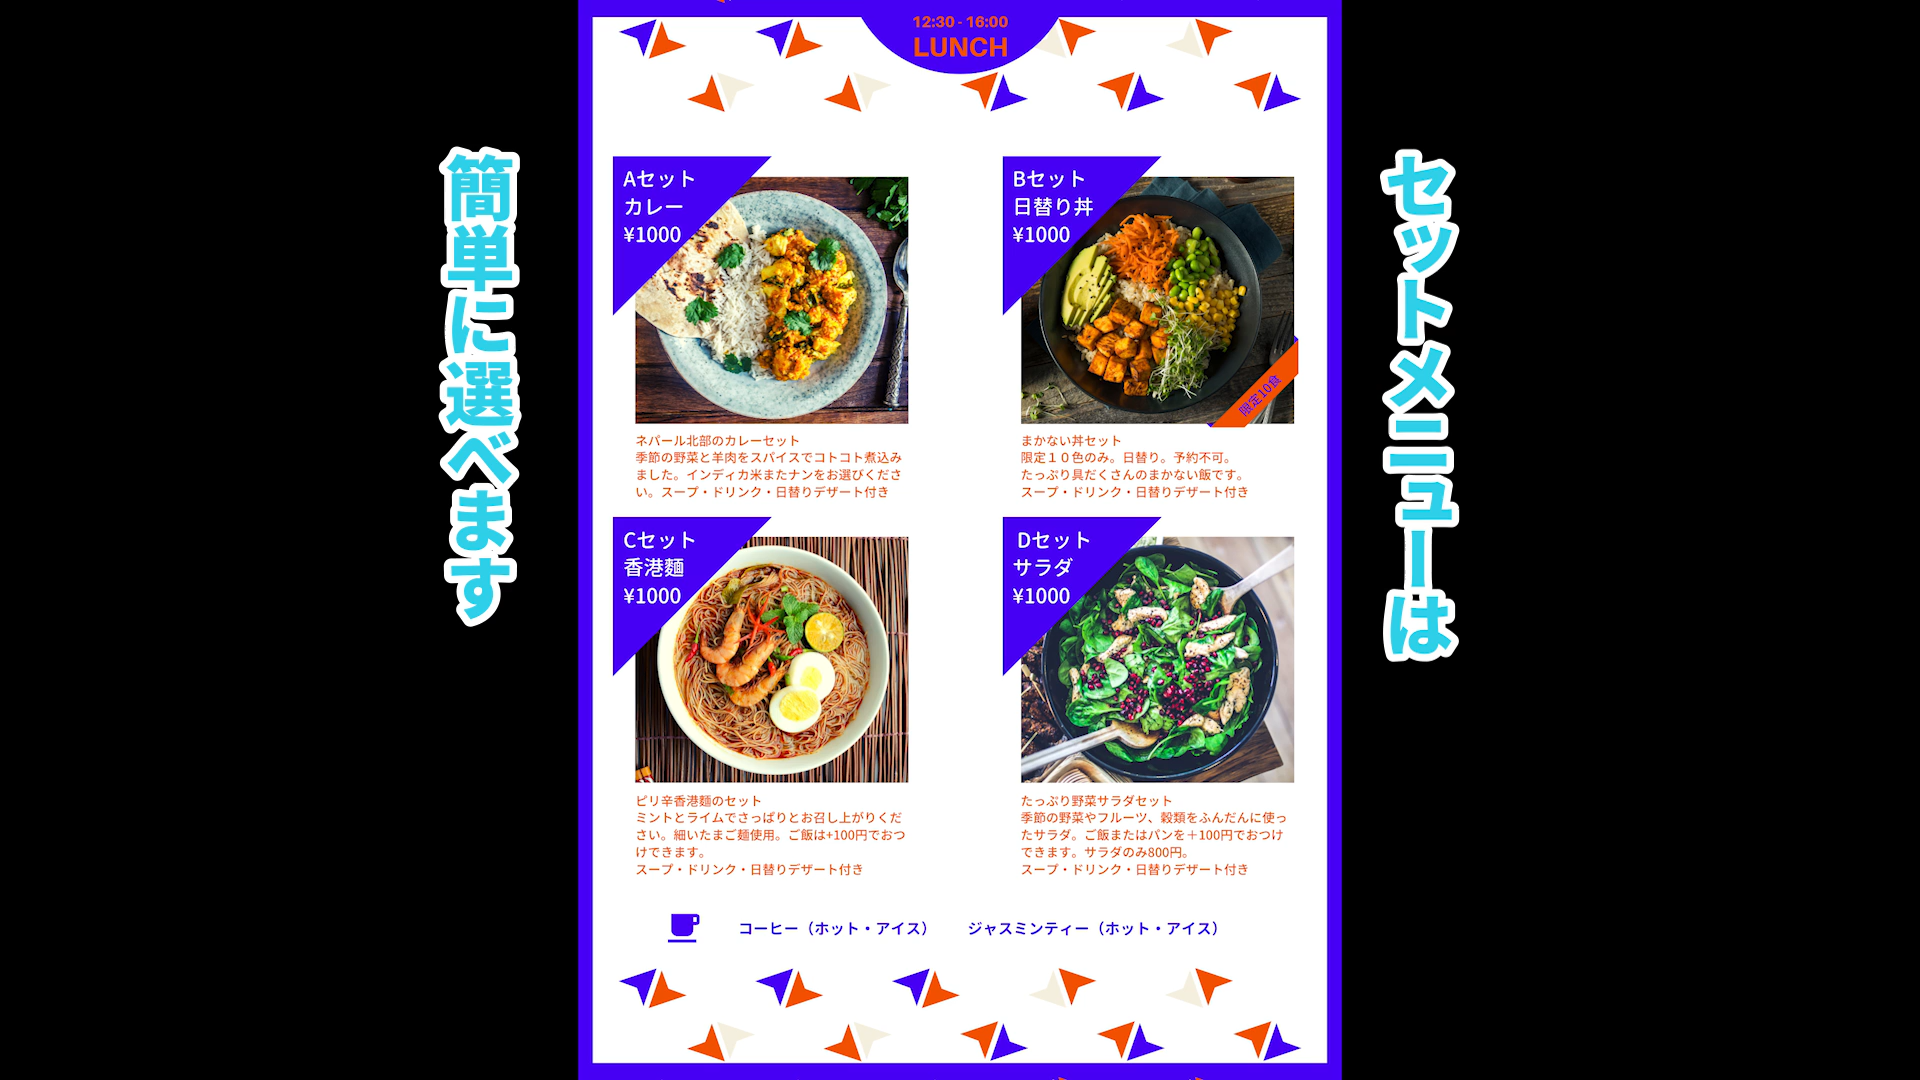 セットメニューは
簡単に選べます
12:30 - 16:00
LUNCH
Aセット
カレー
¥1000
ネパール北部のカレーセット
季節の野菜と羊肉をスパイスでコトコト煮込み
ました。インディカ米またナンをお選びくださ
い。スープ・ドリンク・日替りデザート付き
Bセット
日替り丼
¥1000
限定10食
まかない丼セット
限定１０色のみ。日替り。予約不可。
たっぷり具だくさんのまかない飯です。
スープ・ドリンク・日替りデザート付き
Cセット
香港麺
¥1000
ピリ辛香港麺のセット
ミントとライムでさっぱりとお召し上がりくだ
さい。細いたまご麺使用。ご飯は+100円でおつ
けできます。
スープ・ドリンク・日替りデザート付き
Dセット
サラダ
¥1000
たっぷり野菜サラダセット
季節の野菜やフルーツ、穀類をふんだんに使っ
たサラダ。ご飯またはパンを＋100円でおつけ
できます。サラダのみ800円。
スープ・ドリンク・日替りデザート付き
コーヒー（ホット・アイス）
ジャスミンティー（ホット・アイス）